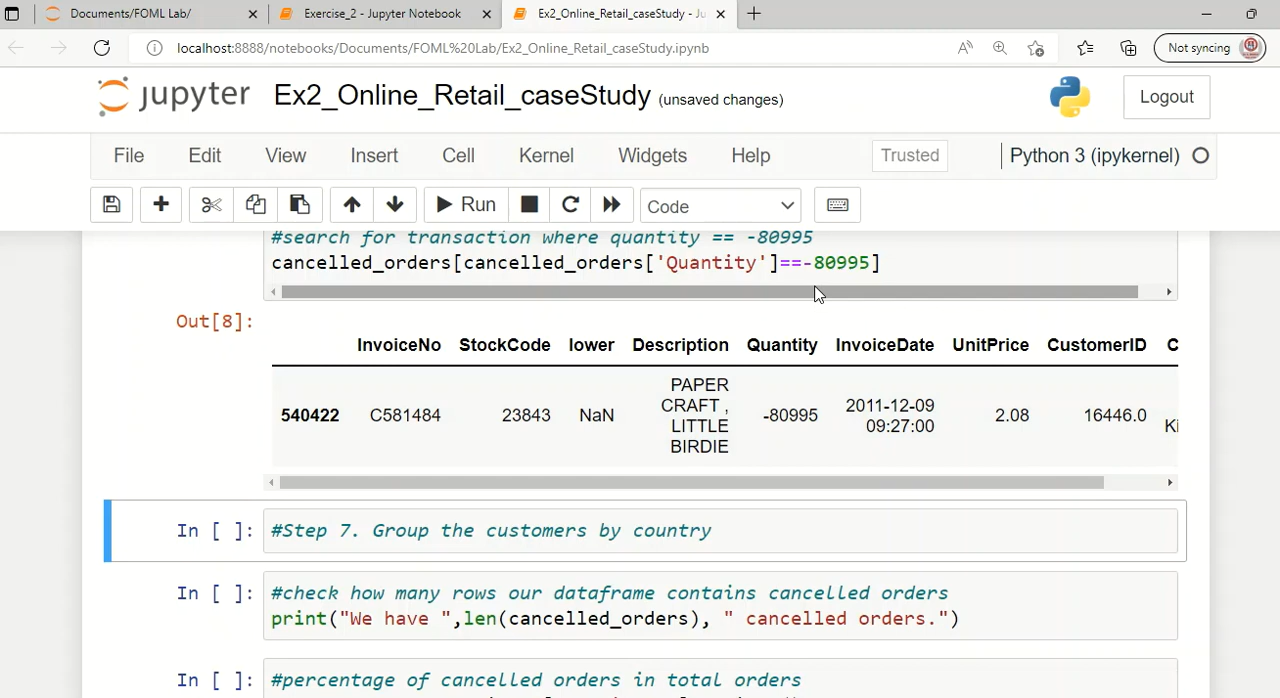 Documents/FOML Lab/
Exercise_2 - Jupyter Notebook
Ex2_Online_Retail_caseStudy - Ju
localhost:8888/notebooks/Documents/FOML%20Lab/Ex2_Online_Retail_caseStudy.ipynb
Not syncing
jupyter Ex2_Online_Retail_caseStudy (unsaved changes)
Logout
File Edit View Insert Cell Kernel Widgets Help
Trusted
Python 3 (ipykernel)
Run
Code
#search for transaction where quantity == -80995
cancelled_orders[cancelled_orders['Quantity']==-80995]
Out[8]:
InvoiceNo StockCode lower Description Quantity InvoiceDate UnitPrice CustomerID C
540422 C581484 23843 NaN PAPER CRAFT , LITTLE BIRDIE -80995 2011-12-09 09:27:00 2.08 16446.0 Ki
In [ ]: #Step 7. Group the customers by country
In [ ]: #check how many rows our dataframe contains cancelled orders
print("We have ",len(cancelled_orders), " cancelled orders.")
In [ ]: #percentage of cancelled orders in total orders